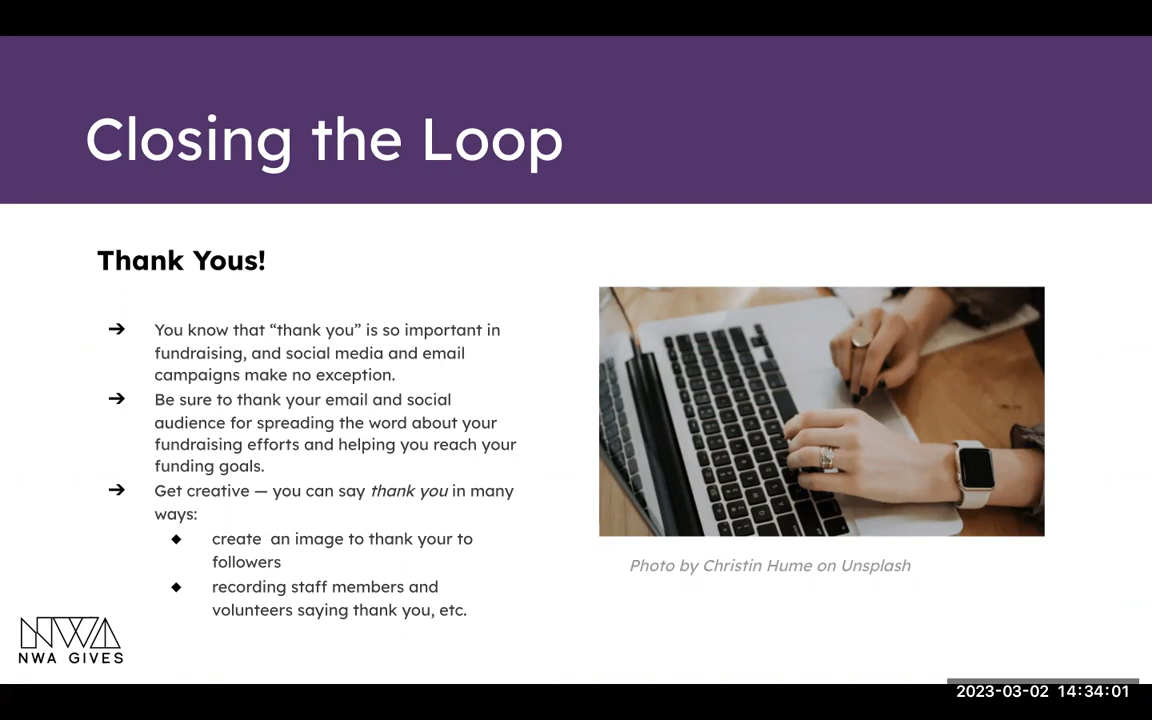 Closing the Loop
Thank Yous!
➔ You know that “thank you” is so important in
fundraising, and social media and email
campaigns make no exception.
➔ Be sure to thank your email and social
audience for spreading the word about your
fundraising efforts and helping you reach your
funding goals.
➔ Get creative — you can say thank you in many
ways:
◆ create  an image to thank your to
followers
◆ recording staff members and
volunteers saying thank you, etc.
Photo by Christin Hume on Unsplash
NWA
NWA GIVES
2023-03-02 14:34:01